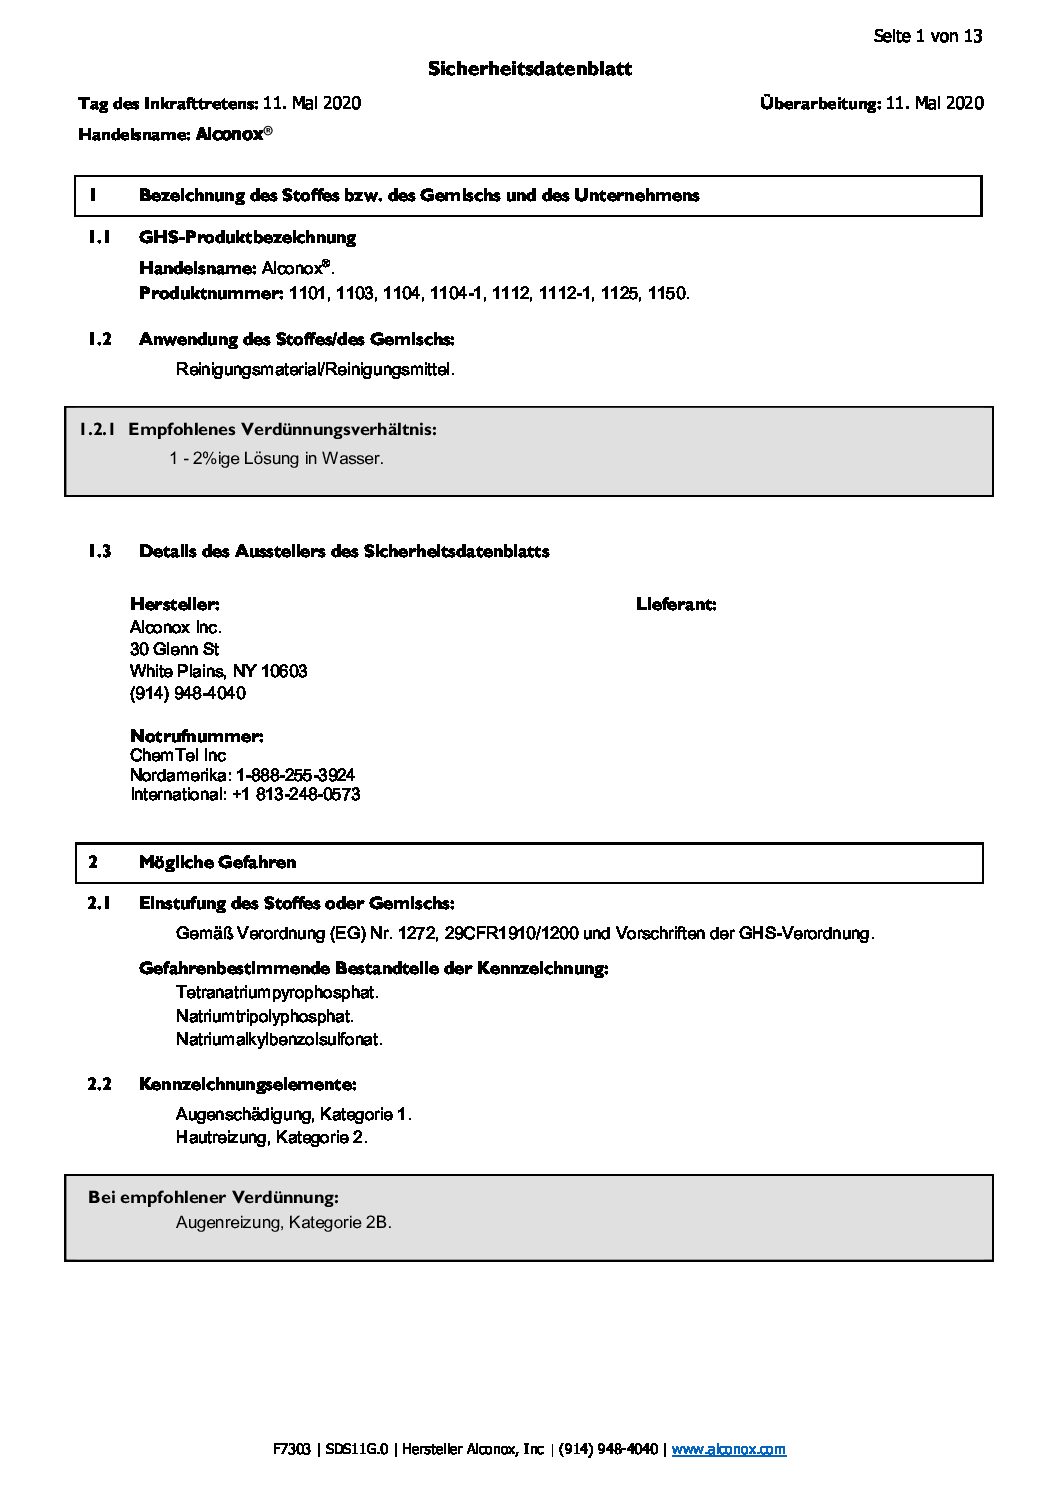 Seite 1 von 13
Sicherheitsdatenblatt
Tag des Inkrafttretens: 11. Mai 2020 Überarbeitung: 11. Mai 2020
Handelsname: Alconox®
1 Bezeichnung des Stoffes bzw. des Gemischs und des Unternehmens
1.1 GHS-Produktbezeichnung
Handelsname: Alconox®.
Produktnummer: 1101, 1103, 1104, 1104-1, 1112, 1112-1, 1125, 1150.
1.2 Anwendung des Stoffes/des Gemischs:
Reinigungsmaterial/Reinigungsmittel.
1.2.1 Empfohlenes Verdünnungsverhältnis:
1 - 2%ige Lösung in Wasser.
1.3 Details des Ausstellers des Sicherheitsdatenblatts
Hersteller: Lieferant:
Alconox Inc.
30 Glenn St
White Plains, NY 10603
(914) 948-4040
Notrufnummer:
ChemTel Inc
Nordamerika: 1-888-255-3924
International: +1 813-248-0573
2 Mögliche Gefahren
2.1 Einstufung des Stoffes oder Gemischs:
Gemäß Verordnung (EG) Nr. 1272, 29CFR1910/1200 und Vorschriften der GHS-Verordnung.
Gefahrenbestimmende Bestandteile der Kennzeichnung:
Tetranatriumpyrophosphat.
Natriumtripolyphosphat.
Natriumalkylbenzolsulfonat.
2.2 Kennzeichnungselemente:
Augenschädigung, Kategorie 1.
Hautreizung, Kategorie 2.
Bei empfohlener Verdünnung:
Augenreizung, Kategorie 2B.
F7303 | SDS11G.0 | Hersteller Alconox, Inc | (914) 948-4040 | www.alconox.com